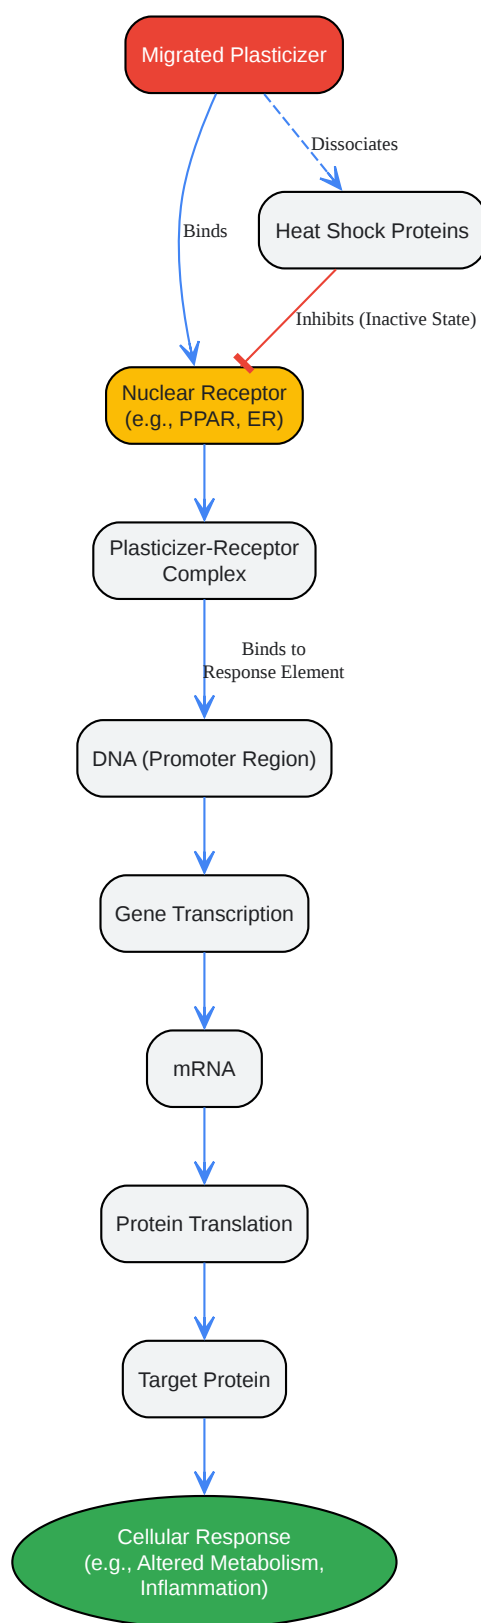 Migrated Plasticizer
Dissociates
Binds
Heat Shock Proteins
Inhibits (Inactive State)
Nuclear Receptor
(e.g., PPAR, ER)
Plasticizer-Receptor
Complex
Binds to
Response Element
DNA (Promoter Region)
Gene Transcription
mRNA
Protein Translation
Target Protein
Cellular Response
(e.g., Altered Metabolism,
Inflammation)